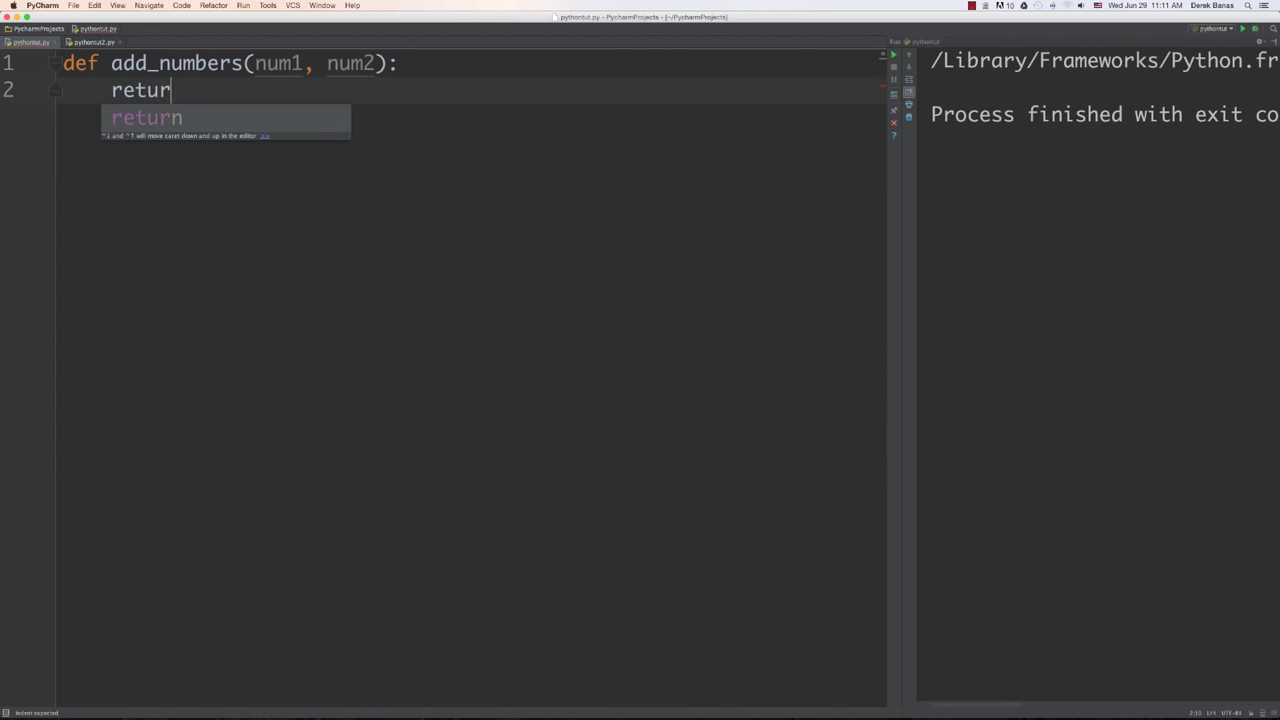 PyCharm File Edit View Navigate Code Refactor Run Tools VCS Window Help 10 Wed Jun 29 11:11 AM Derek Banas
pythontut.py - PycharmProjects - [~/PycharmProjects]
PycharmProjects pythontut.py pythontut
pythontut.py pythontut2.py Run pythontut
1 def add_numbers(num1, num2):
/Library/Frameworks/Python.fr
2 retur
return
Process finished with exit co
^↓ and ^↑ will move caret down and up in the editor >>
Indent expected 2:10 LF≑ UTF-8≑